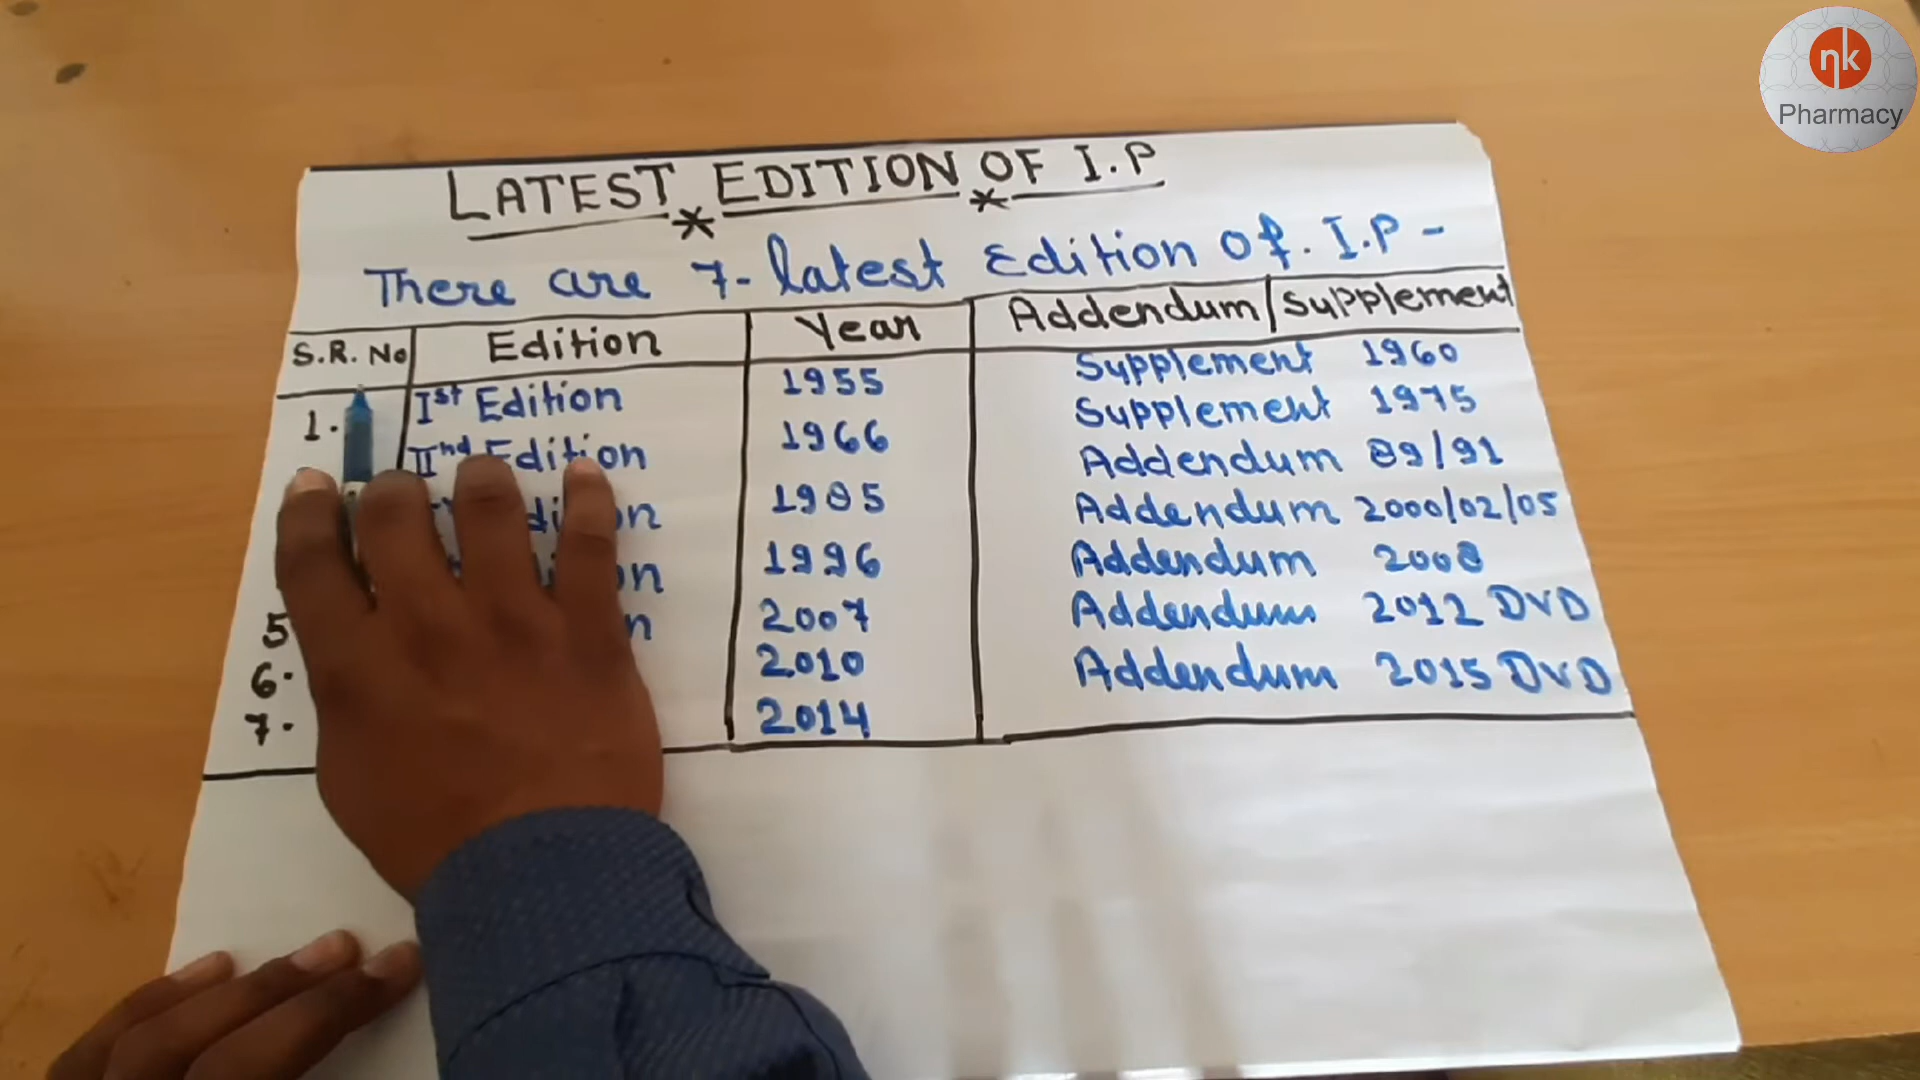 ηk
Pharmacy
LATEST EDITION OF I.P
There are 7- latest Edition Of. I.P -
S.R. No Edition Year Addendum/Supplement
1. Ist Edition 1955 Supplement 1960
IInd Edition 1966 Supplement 1975
1985 Addendum 89/91
1996 Addendum 2000/02/05
5 2007 Addendum 2008
6. 2010 Addendum 2012 DVD
7. 2014 Addendum 2015 DVD